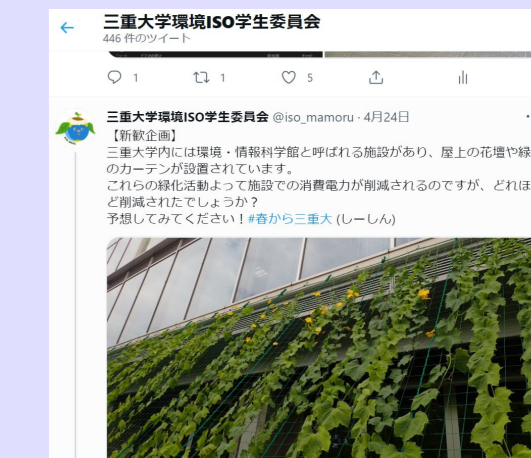 三重大学環境ISO学生委員会
446 件のツイート
1 1 5
三重大学環境ISO学生委員会 @iso_mamoru · 4月24日
【新歓企画】
三重大学内には環境・情報科学館と呼ばれる施設があり、屋上の花壇や緑
のカーテンが設置されています。
これらの緑化活動よって施設での消費電力が削減されるのですが、どれほ
ど削減されたでしょうか？
予想してみてください！#春から三重大 (しーしん)